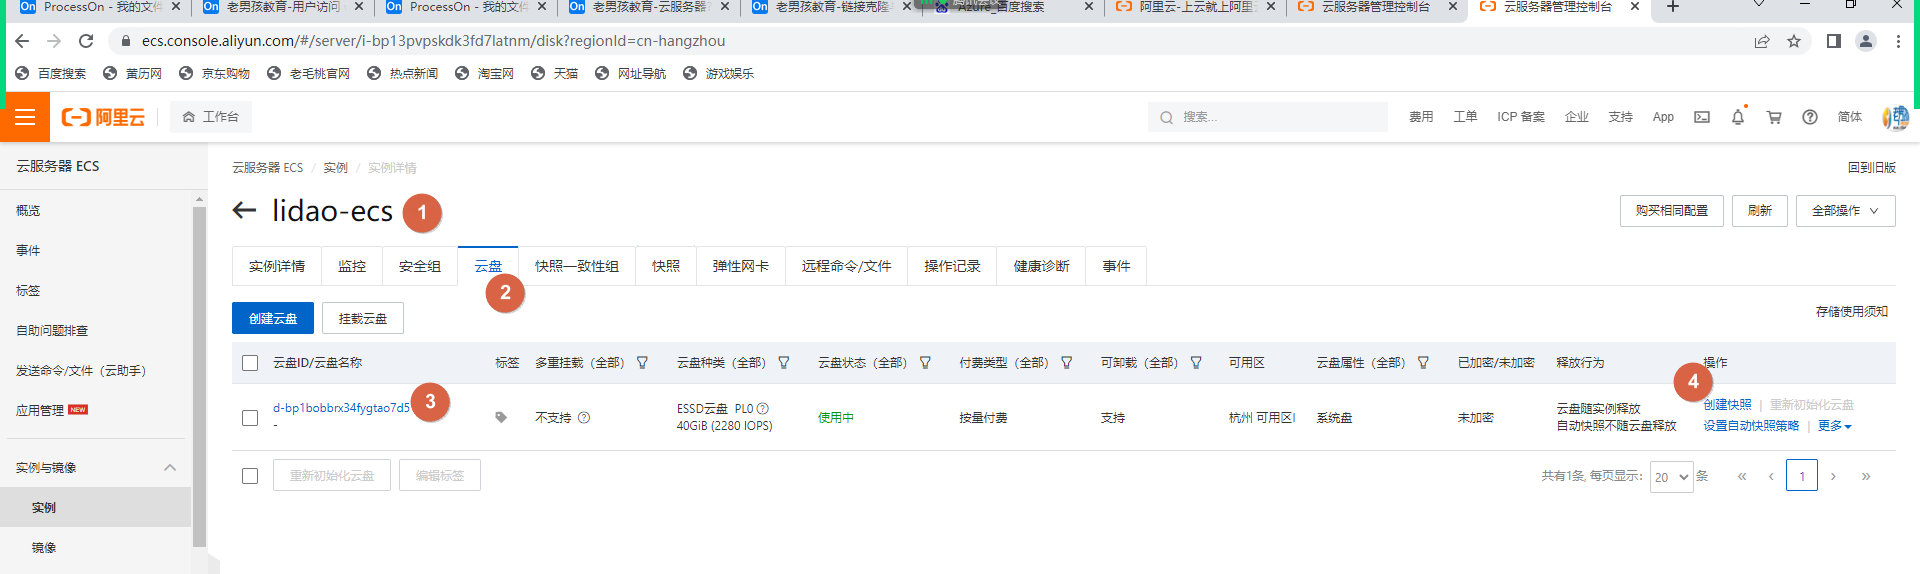 ProcessOn - 我的文件
老男孩教育-用户访问
ProcessOn - 我的文件
老男孩教育-云服务器
老男孩教育-链接克隆
Azure_百度搜索
阿里云-上云就上阿里云
云服务器管理控制台
云服务器管理控制台
ecs.console.aliyun.com/#/server/i-bp13pvpskdk3fd7latnm/disk?regionId=cn-hangzhou
百度搜索 黄历网 京东购物 老毛桃官网 热点新闻 淘宝网 天猫 网址导航 游戏娱乐
阿里云 工作台 搜索... 费用 工单 ICP 备案 企业 支持 App 简体
云服务器 ECS
概览
事件
标签
自助问题排查
发送命令/文件（云助手）
应用管理 NEW
实例与镜像
实例
镜像
云服务器 ECS / 实例 / 实例详情 回到旧版
lidao-ecs 1 购买相同配置 刷新 全部操作
实例详情 监控 安全组 云盘 快照一致性组 快照 弹性网卡 远程命令/文件 操作记录 健康诊断 事件
2
创建云盘 挂载云盘 存储使用须知
云盘ID/云盘名称 标签 多重挂载（全部） 云盘种类（全部） 云盘状态（全部） 付费类型（全部） 可卸载（全部） 可用区 云盘属性（全部） 已加密/未加密 释放行为 操作
3 4
d-bp1bobbrx34fygtao7d5
-
不支持
ESSD云盘 PL0
40GiB (2280 IOPS)
使用中
按量付费
支持
杭州 可用区I
系统盘
未加密
云盘随实例释放
自动快照不随云盘释放
创建快照 | 重新初始化云盘
设置自动快照策略 | 更多
重新初始化云盘 编辑标签 共有1条, 每页显示: 20 条 « ‹ 1 › »